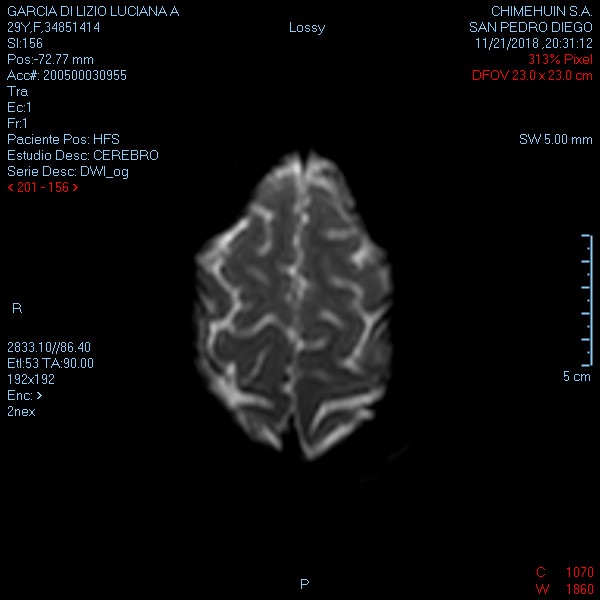 GARCIA DI LIZIO LUCIANA A
29Y,F,34851414
Sl:156
Pos:-72.77 mm
Acc#: 200500030955
Tra
Ec:1
Fr:1
Paciente Pos: HFS
Estudio Desc: CEREBRO
Serie Desc: DWI_og
< 201 - 156 >
Lossy
CHIMEHUIN S.A.
SAN PEDRO DIEGO
11/21/2018 ,20:31:12
313% Pixel
DFOV 23.0 x 23.0 cm
SW 5.00 mm
R
5 cm
2833.10//86.40
Etl:53 TA:90.00
192x192
Enc: >
2nex
P
C 1070
W 1860